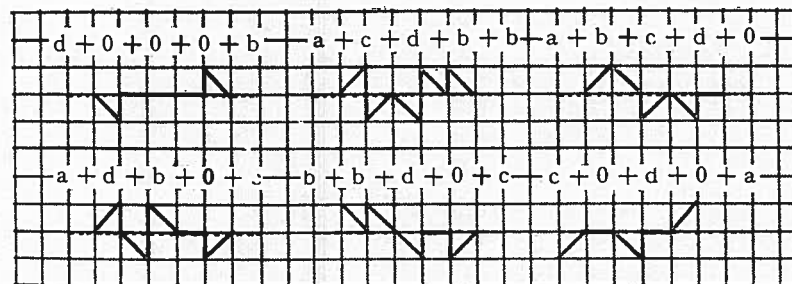 d + 0 + 0 + 0 + b
a + c + d + b + b
a + b + c + d + 0
a + d + b + 0 +
b + b + d + 0 + c
c + 0 + d + 0 + a